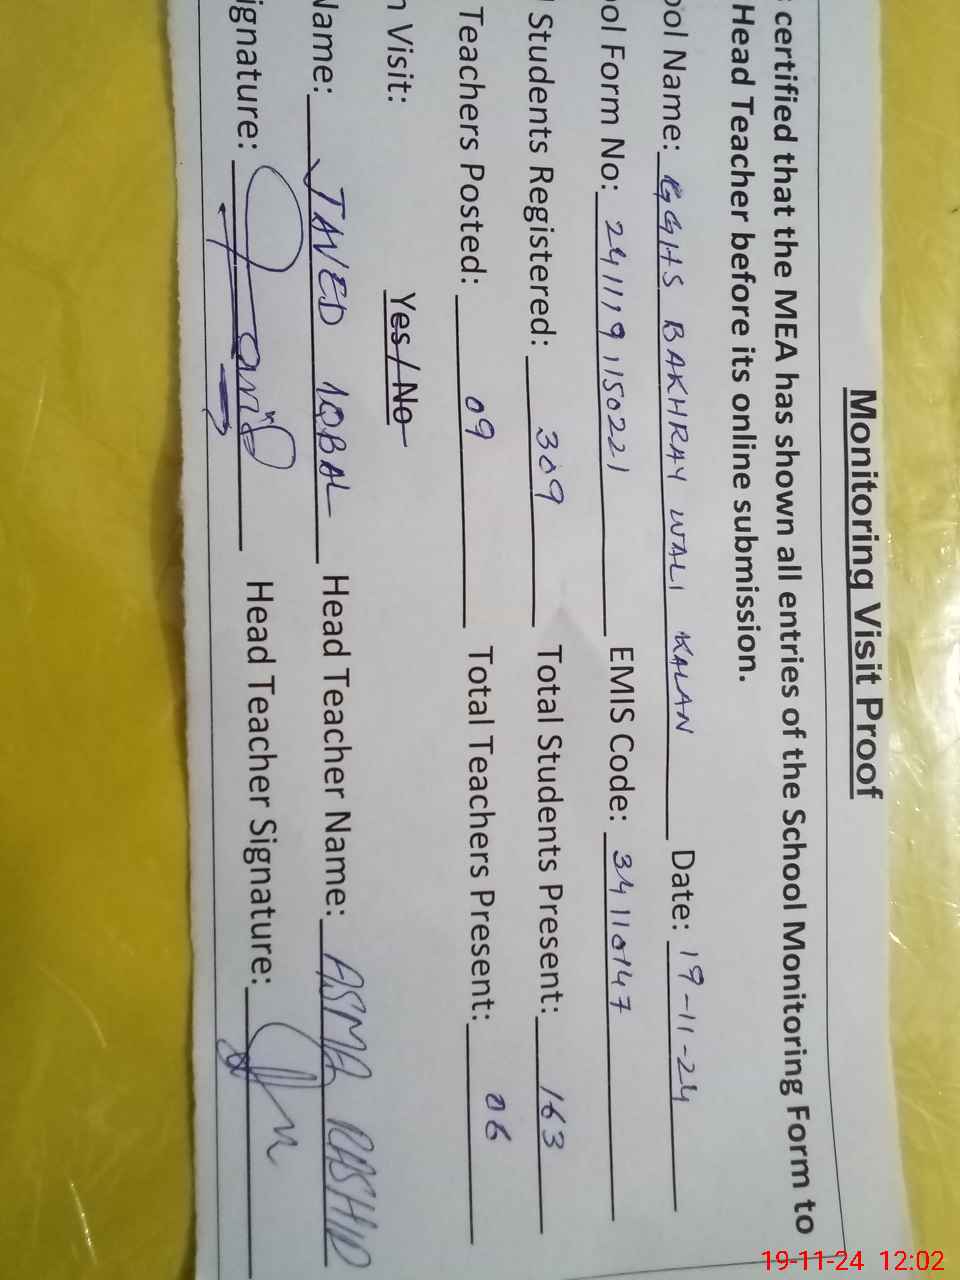 Monitoring Visit Proof
certified that the MEA has shown all entries of the School Monitoring Form to
Head Teacher before its online submission.
ool Name: GGHS BAKHRAY WALI KALAN Date: 19-11-24
ool Form No: 2411191150221 EMIS Code: 34110147
Students Registered: 309 Total Students Present: 163
Teachers Posted: 09 Total Teachers Present: 06
n Visit: Yes / No
Name: JAVED IQBAL Head Teacher Name: ASMA RASHID
ignature: Javid Head Teacher Signature:
19-11-24 12:02